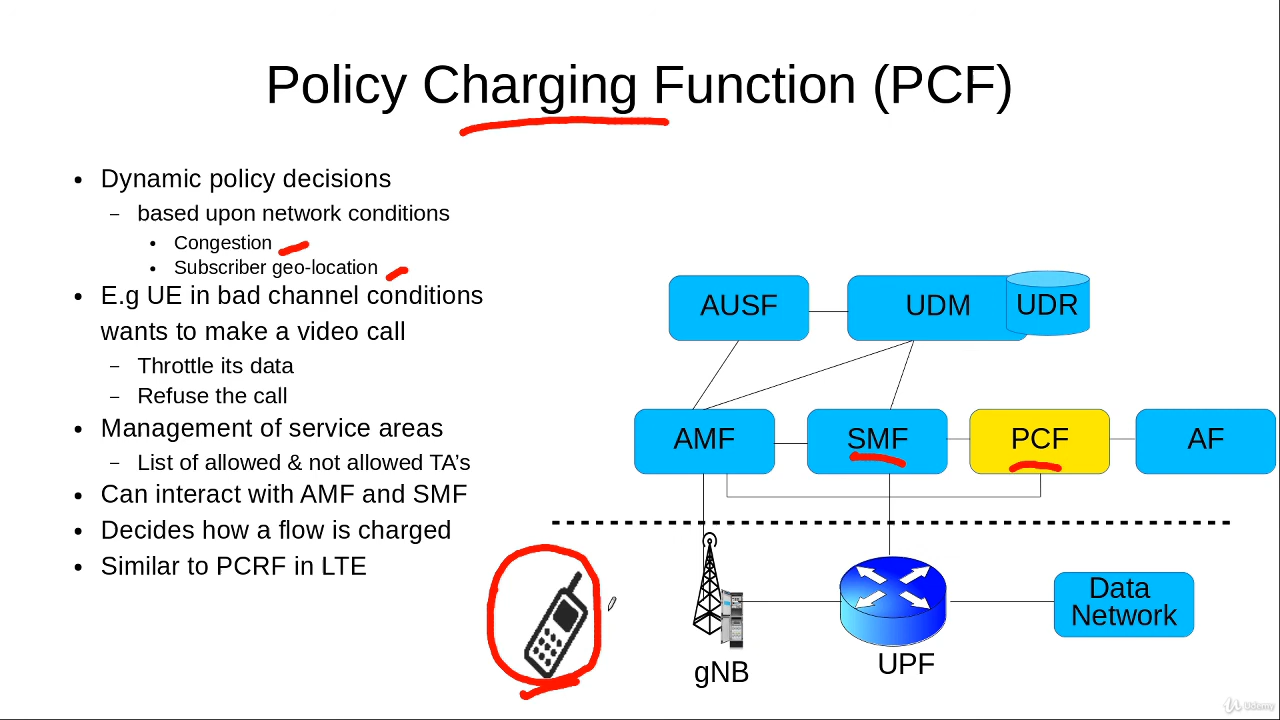 Policy Charging Function (PCF)
• Dynamic policy decisions
– based upon network conditions
• Congestion
• Subscriber geo-location
• E.g UE in bad channel conditions
wants to make a video call
– Throttle its data
– Refuse the call
• Management of service areas
– List of allowed & not allowed TA's
• Can interact with AMF and SMF
• Decides how a flow is charged
• Similar to PCRF in LTE
AUSF
UDM
UDR
AMF
SMF
PCF
AF
Data
Network
UPF
gNB
Udemy